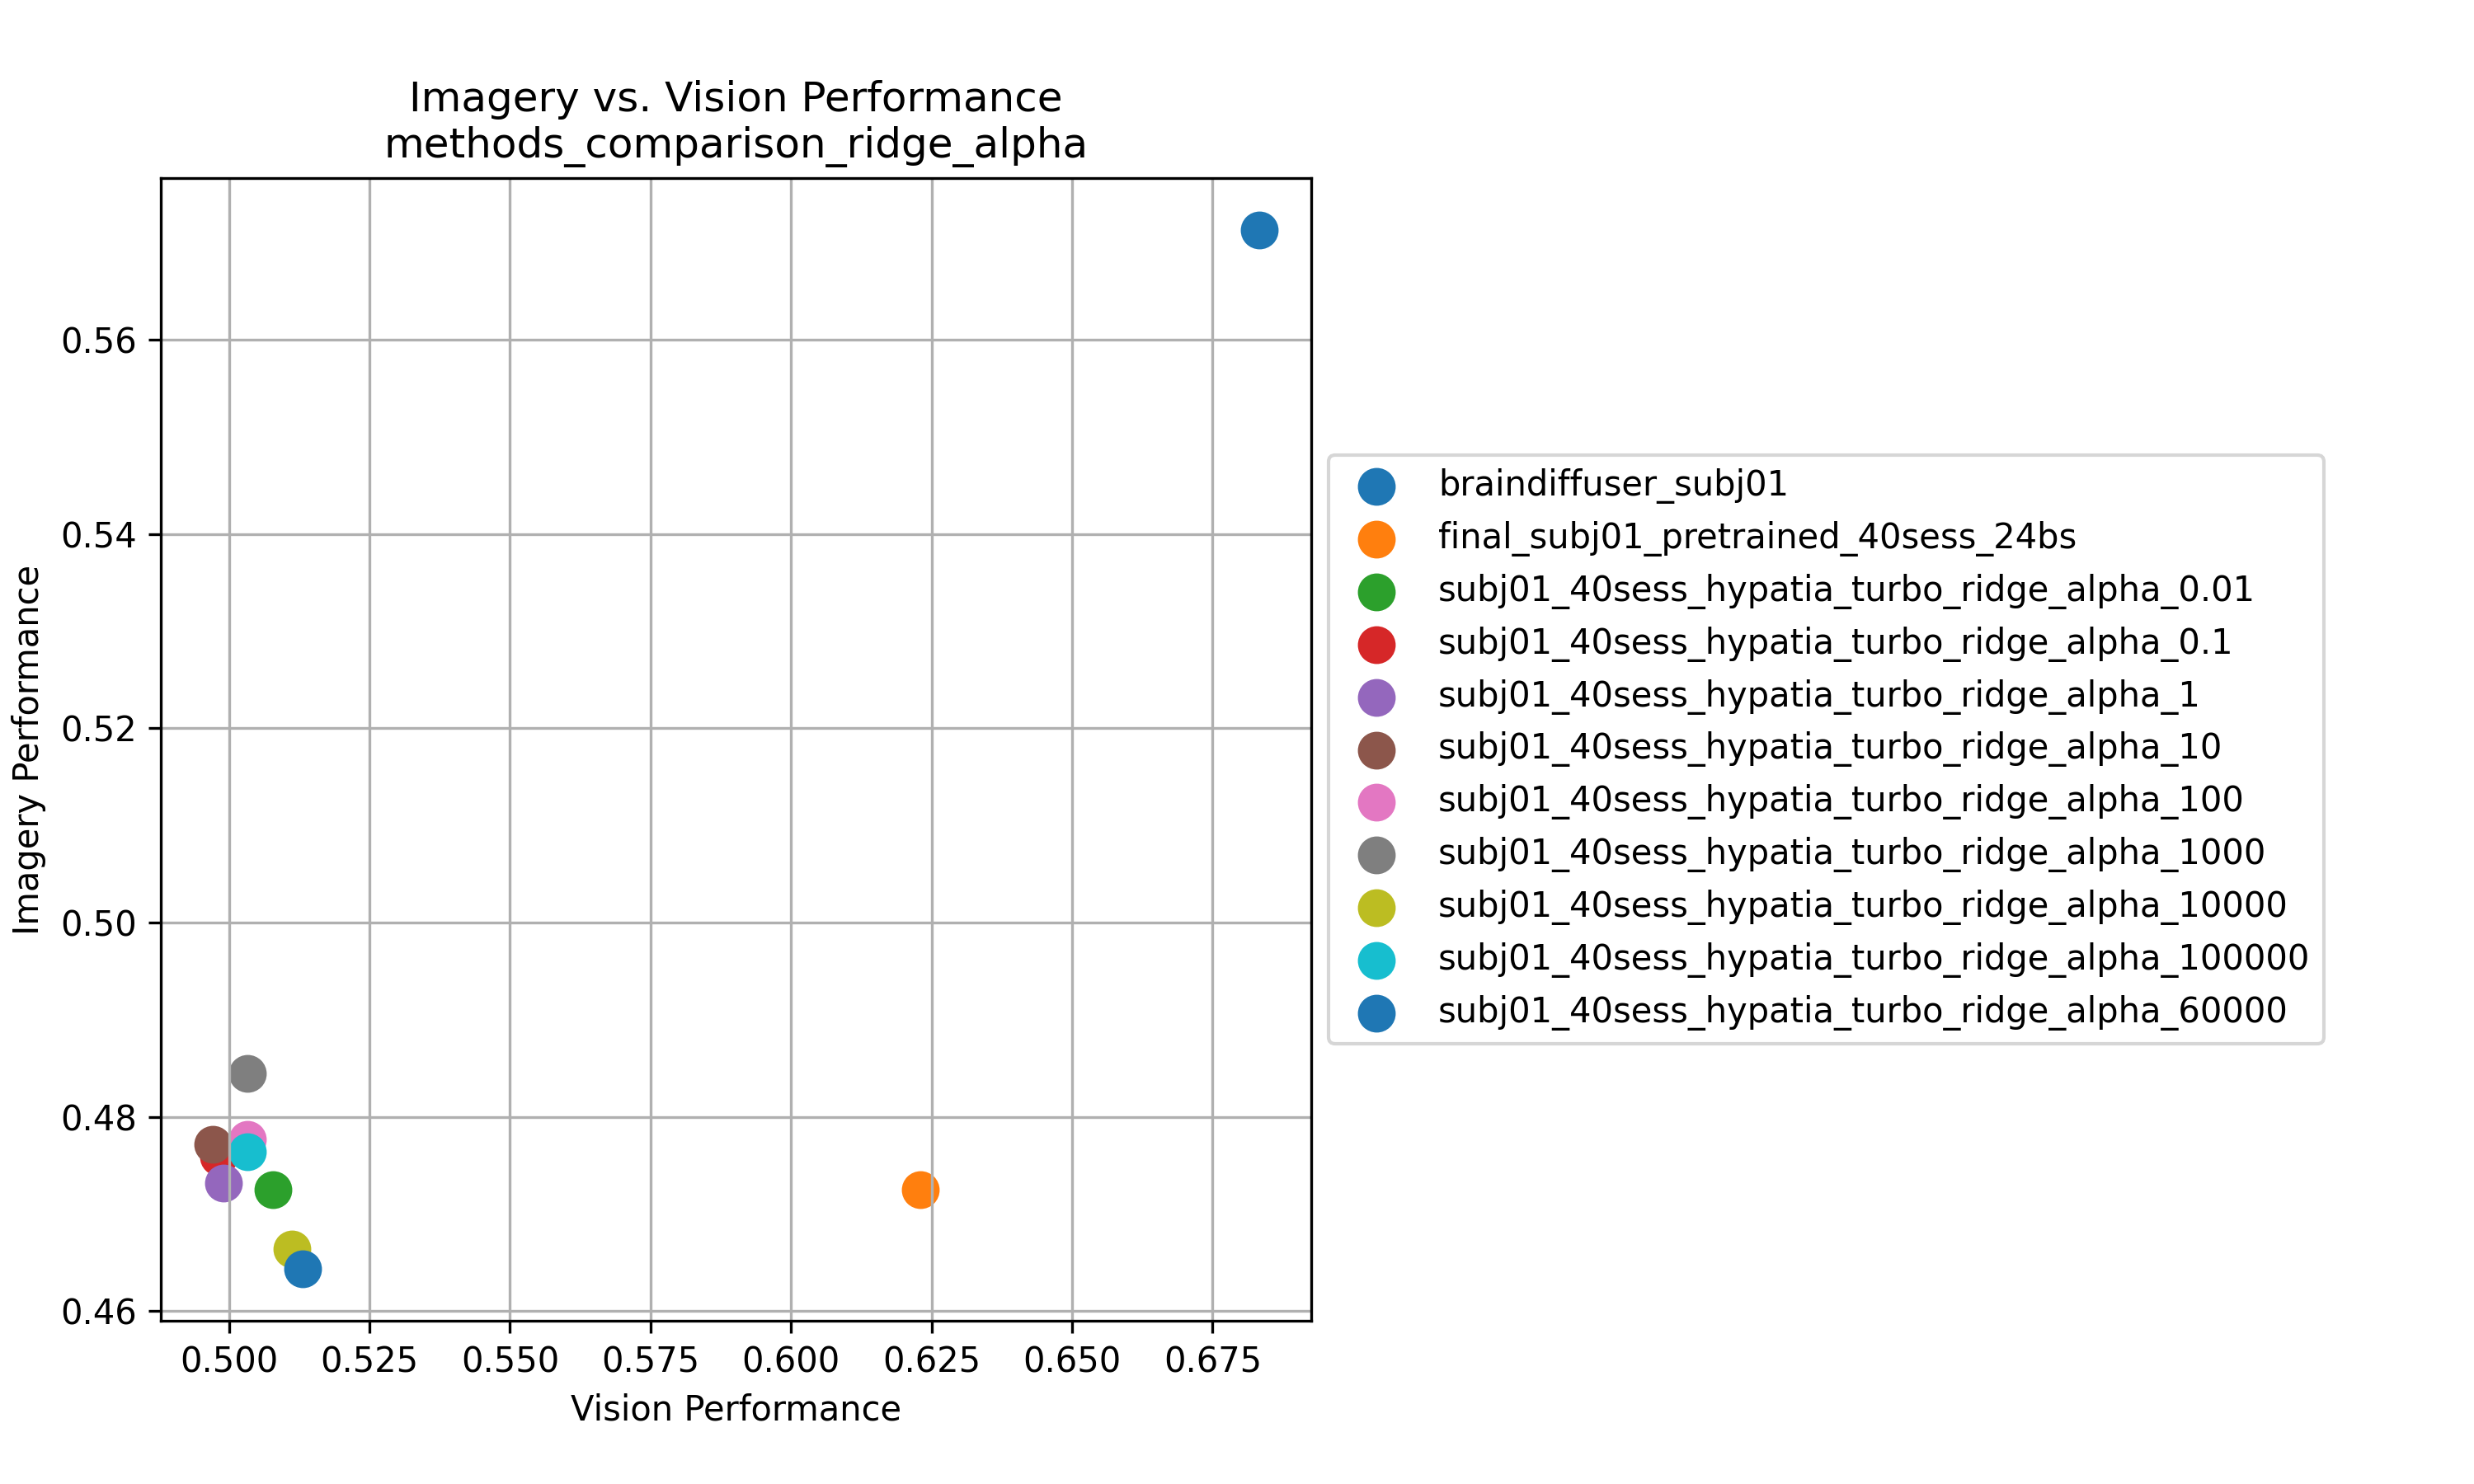 Imagery vs. Vision Performance
methods_comparison_ridge_alpha
Imagery Performance
0.56
0.54
0.52
0.50
0.48
0.46
0.500 0.525 0.550 0.575 0.600 0.625 0.650 0.675
Vision Performance
braindiffuser_subj01
final_subj01_pretrained_40sess_24bs
subj01_40sess_hypatia_turbo_ridge_alpha_0.01
subj01_40sess_hypatia_turbo_ridge_alpha_0.1
subj01_40sess_hypatia_turbo_ridge_alpha_1
subj01_40sess_hypatia_turbo_ridge_alpha_10
subj01_40sess_hypatia_turbo_ridge_alpha_100
subj01_40sess_hypatia_turbo_ridge_alpha_1000
subj01_40sess_hypatia_turbo_ridge_alpha_10000
subj01_40sess_hypatia_turbo_ridge_alpha_100000
subj01_40sess_hypatia_turbo_ridge_alpha_60000